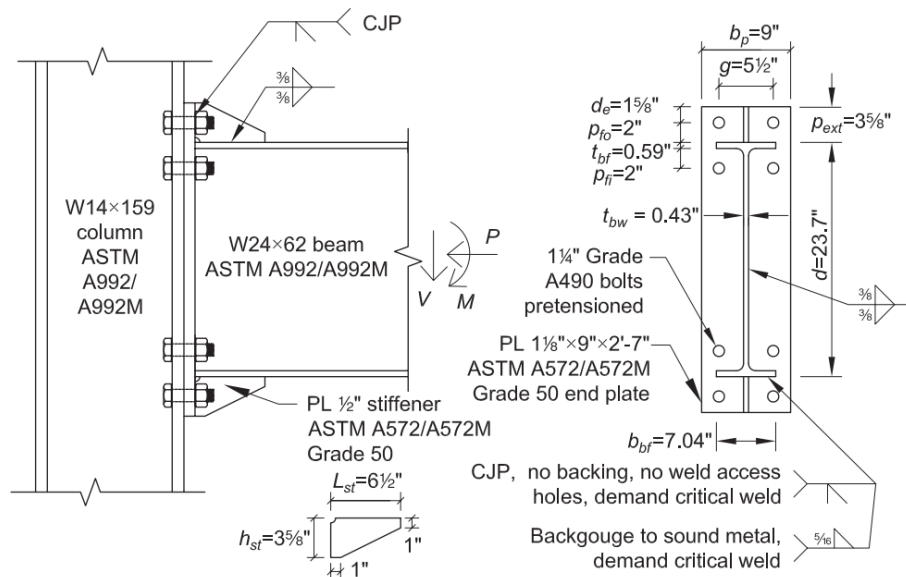 CJP
⅜
⅜
W14×159
column
ASTM
A992/
A992M
W24×62 beam
ASTM A992/A992M
P
V
M
PL ½" stiffener
ASTM A572/A572M
Grade 50
L_st=6½"
h_st=3⅝"
1"
1"
b_p=9"
g=5½"
d_e=1⅝"
p_fo=2"
t_bf=0.59"
p_fi=2"
p_ext=3⅝"
t_bw = 0.43"
d=23.7"
1¼" Grade
A490 bolts
pretensioned
⅜
⅜
PL 1⅛"×9"×2'-7"
ASTM A572/A572M
Grade 50 end plate
b_bf=7.04"
CJP, no backing, no weld access
holes, demand critical weld
Backgouge to sound metal,
demand critical weld
5/16